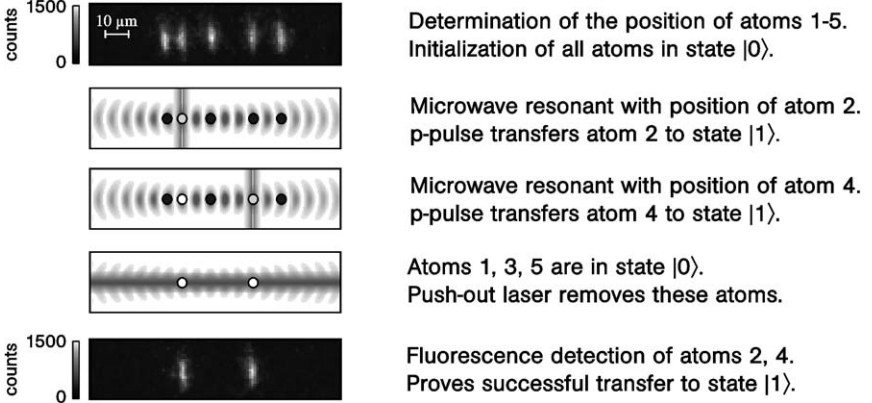 1500
counts
0
10 µm
Determination of the position of atoms 1-5.
Initialization of all atoms in state |0⟩.
Microwave resonant with position of atom 2.
p-pulse transfers atom 2 to state |1⟩.
Microwave resonant with position of atom 4.
p-pulse transfers atom 4 to state |1⟩.
Atoms 1, 3, 5 are in state |0⟩.
Push-out laser removes these atoms.
1500
counts
0
Fluorescence detection of atoms 2, 4.
Proves successful transfer to state |1⟩.